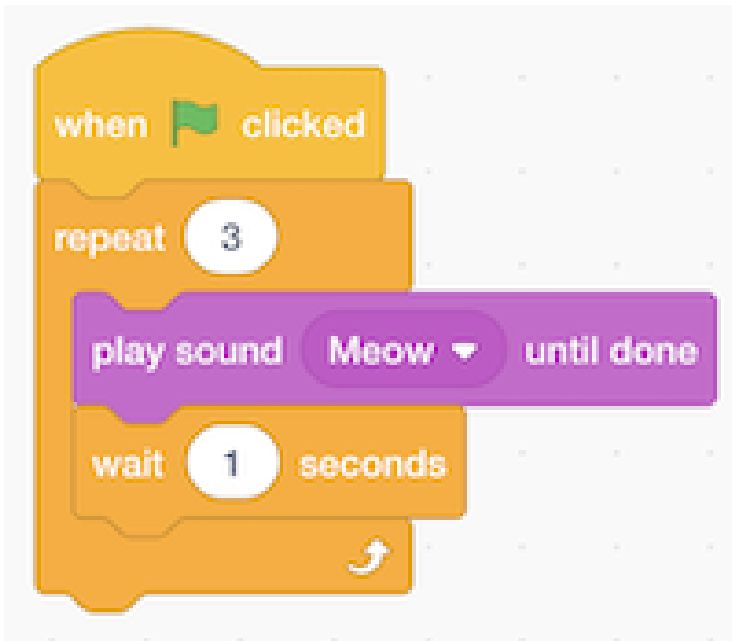 when clicked
repeat 3
play sound Meow until done
wait 1 seconds